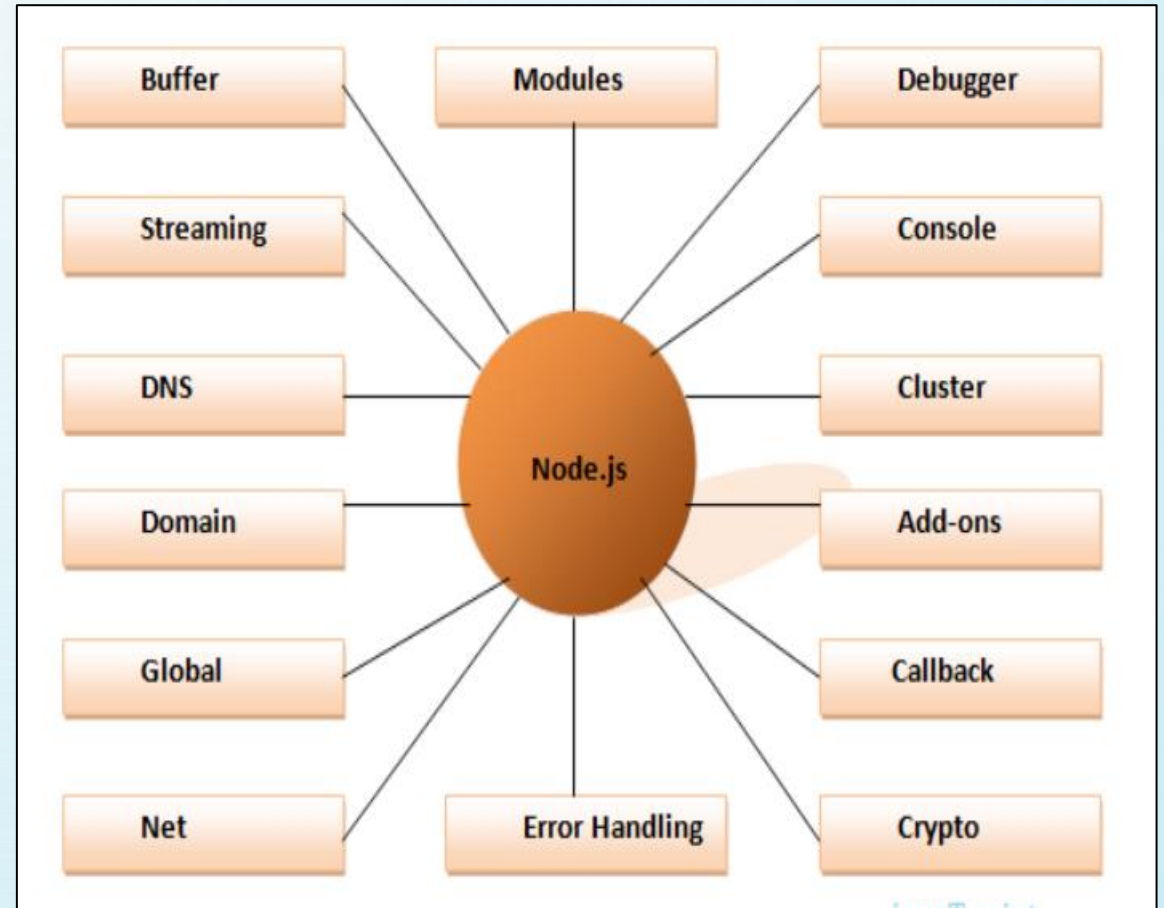 Buffer
Modules
Debugger
Streaming
Console
DNS
Cluster
Node.js
Domain
Add-ons
Global
Callback
Net
Error Handling
Crypto